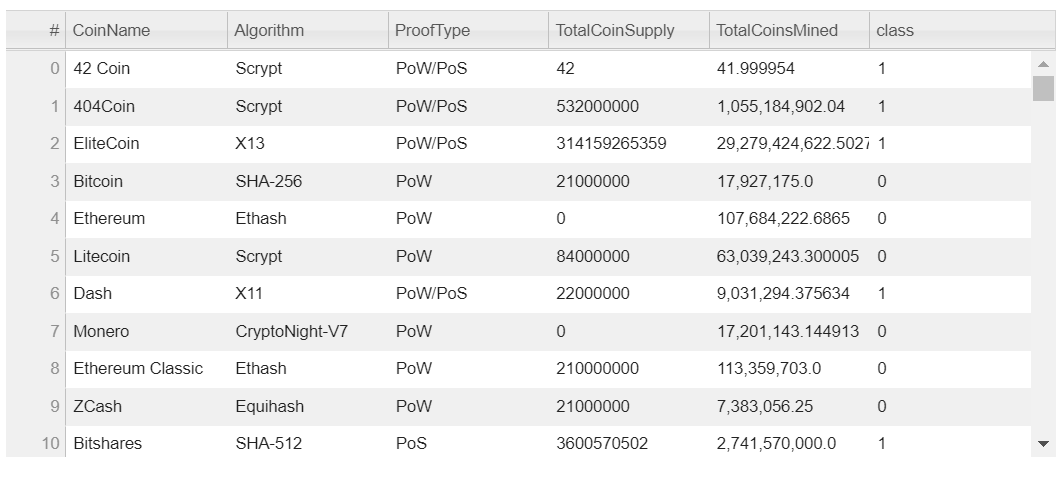 # CoinName Algorithm ProofType TotalCoinSupply TotalCoinsMined class
0 42 Coin Scrypt PoW/PoS 42 41.999954 1
1 404Coin Scrypt PoW/PoS 532000000 1,055,184,902.04 1
2 EliteCoin X13 PoW/PoS 314159265359 29,279,424,622.5027 1
3 Bitcoin SHA-256 PoW 21000000 17,927,175.0 0
4 Ethereum Ethash PoW 0 107,684,222.6865 0
5 Litecoin Scrypt PoW 84000000 63,039,243.300005 0
6 Dash X11 PoW/PoS 22000000 9,031,294.375634 1
7 Monero CryptoNight-V7 PoW 0 17,201,143.144913 0
8 Ethereum Classic Ethash PoW 210000000 113,359,703.0 0
9 ZCash Equihash PoW 21000000 7,383,056.25 0
10 Bitshares SHA-512 PoS 3600570502 2,741,570,000.0 1